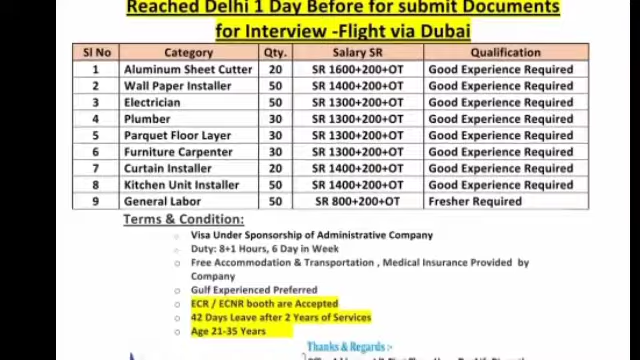 Reached Delhi 1 Day Before for submit Documents
for Interview -Flight via Dubai
Sl No Category Qty. Salary SR Qualification
1 Aluminum Sheet Cutter 20 SR 1600+200+OT Good Experience Required
2 Wall Paper Installer 50 SR 1400+200+OT Good Experience Required
3 Electrician 50 SR 1300+200+OT Good Experience Required
4 Plumber 30 SR 1300+200+OT Good Experience Required
5 Parquet Floor Layer 30 SR 1300+200+OT Good Experience Required
6 Furniture Carpenter 30 SR 1300+200+OT Good Experience Required
7 Curtain Installer 20 SR 1400+200+OT Good Experience Required
8 Kitchen Unit Installer 50 SR 1400+200+OT Good Experience Required
9 General Labor 50 SR 800+200+OT Fresher Required
Terms & Condition:
Visa Under Sponsorship of Administrative Company
Duty: 8+1 Hours, 6 Day in Week
Free Accommodation & Transportation , Medical Insurance Provided by
Company
Gulf Experienced Preferred
ECR / ECNR booth are Accepted
42 Days Leave after 2 Years of Services
Age 21-35 Years
Thanks & Regards :-